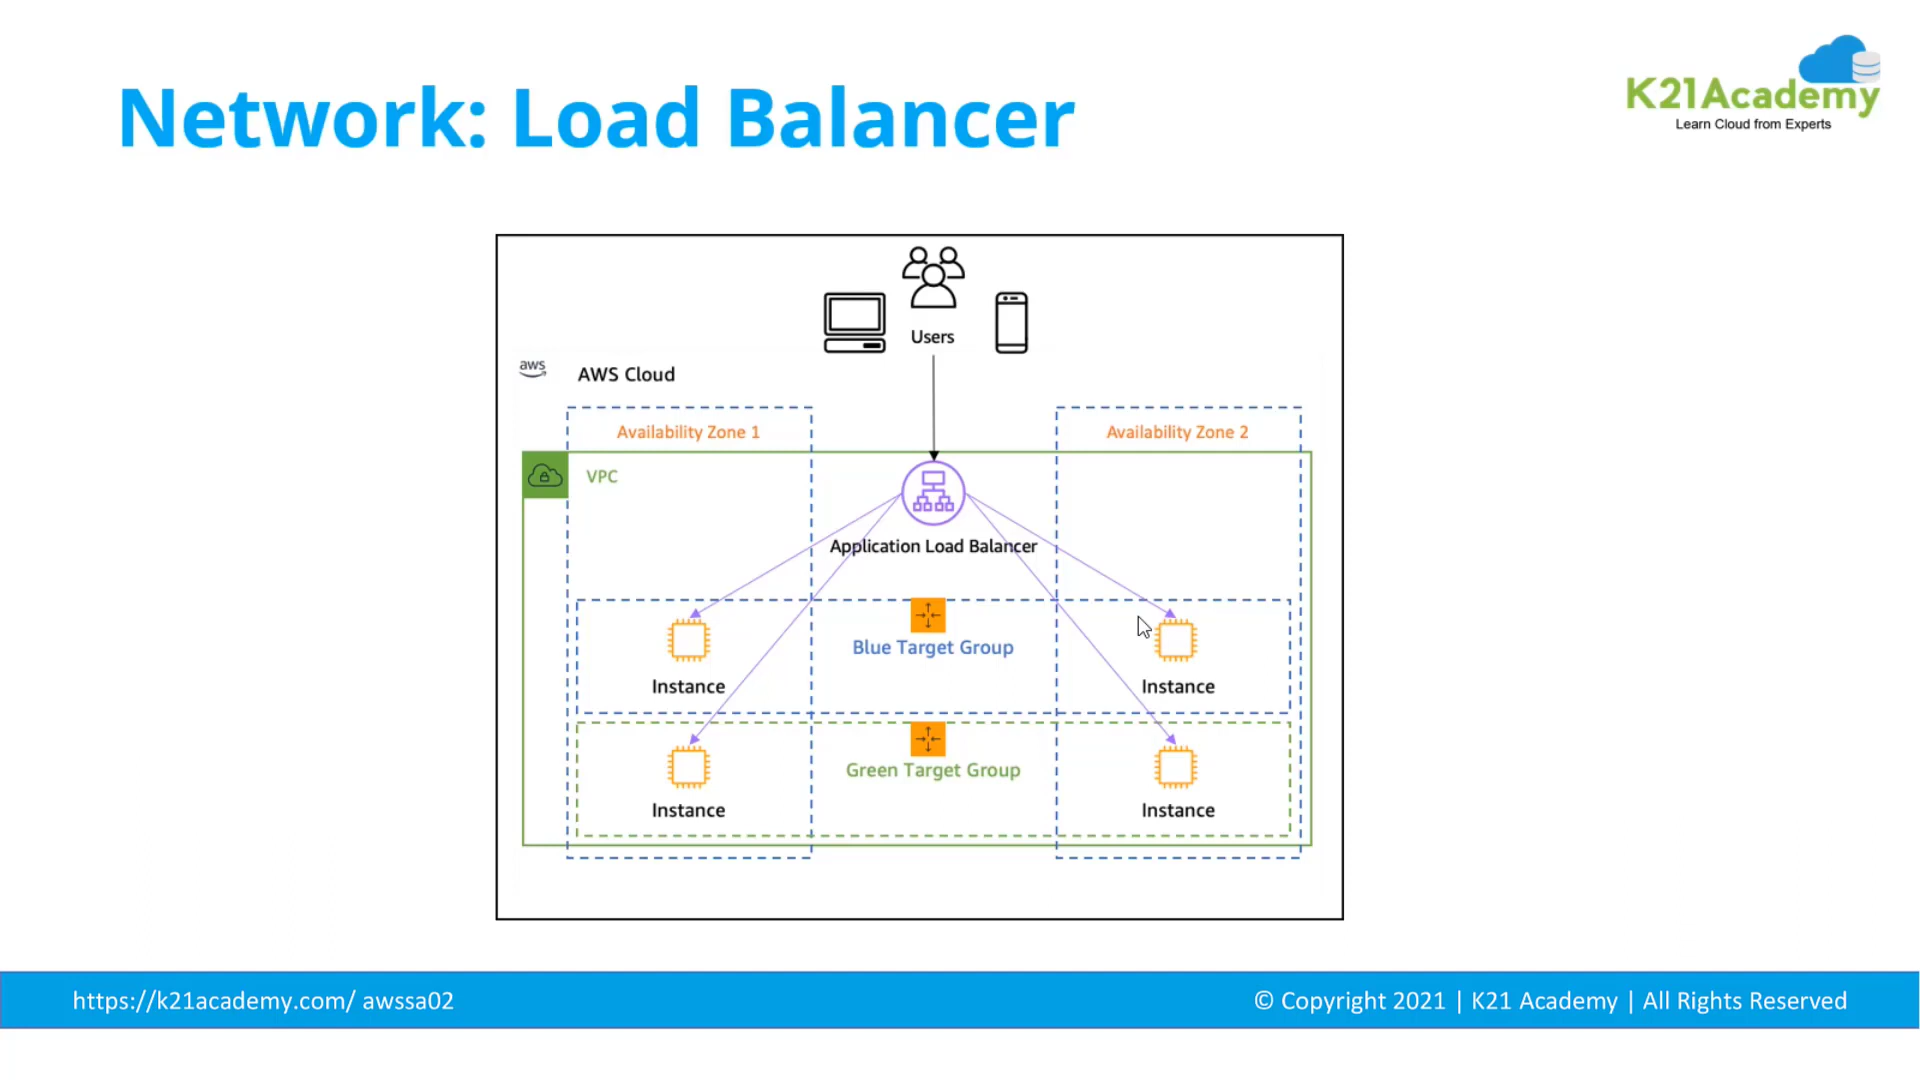 Network: Load Balancer
K21Academy
Learn Cloud from Experts
Users
aws
AWS Cloud
Availability Zone 1
Availability Zone 2
VPC
Application Load Balancer
Blue Target Group
Instance
Instance
Green Target Group
Instance
Instance
https://k21academy.com/ awssa02
© Copyright 2021 | K21 Academy | All Rights Reserved